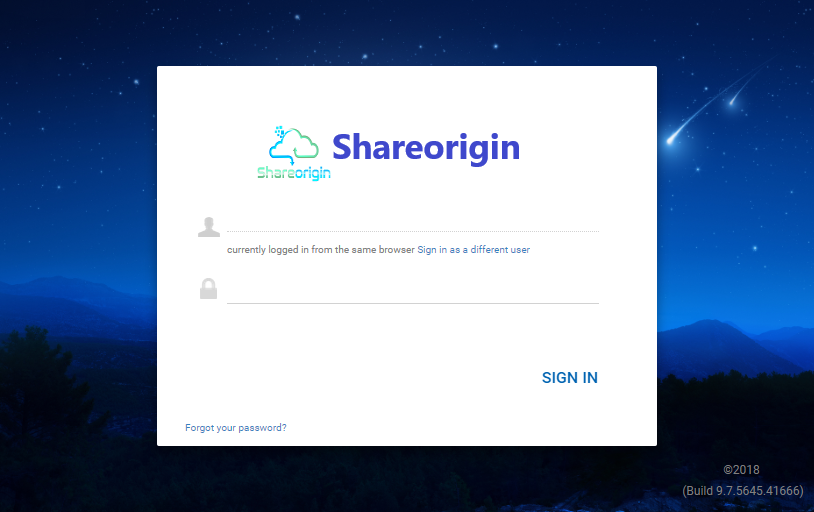 Shareorigin
Shareorigin
currently logged in from the same browser Sign in as a different user
SIGN IN
Forgot your password?
©2018
(Build 9.7.5645.41666)